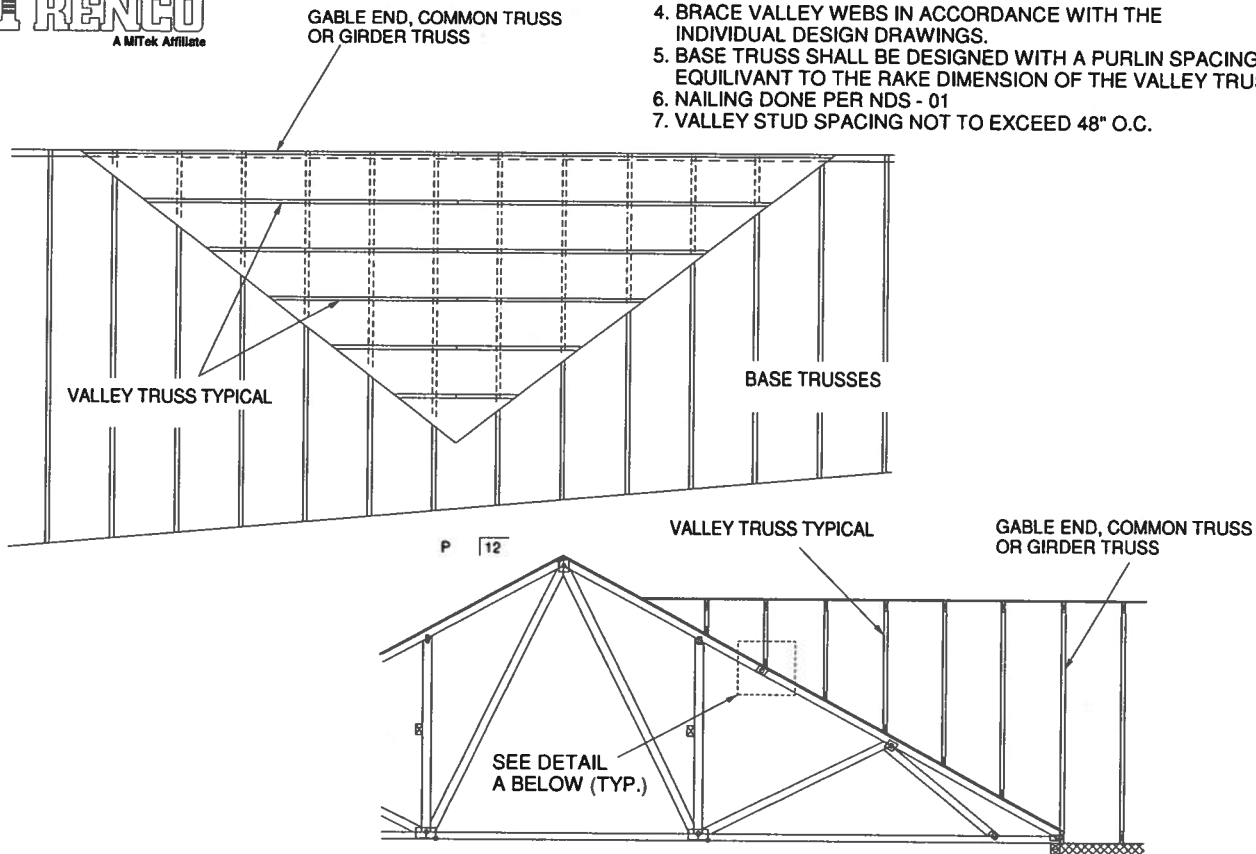 TRENCO
A MiTek Affiliate
GABLE END, COMMON TRUSS
OR GIRDER TRUSS
4. BRACE VALLEY WEBS IN ACCORDANCE WITH THE
INDIVIDUAL DESIGN DRAWINGS.
5. BASE TRUSS SHALL BE DESIGNED WITH A PURLIN SPACING
EQUILIVANT TO THE RAKE DIMENSION OF THE VALLEY
6. NAILING DONE PER NDS - 01
7. VALLEY STUD SPACING NOT TO EXCEED 48" O.C.
VALLEY TRUSS TYPICAL
BASE TRUSSES
P 12
VALLEY TRUSS TYPICAL
GABLE END, COMMON TRUSS
OR GIRDER TRUSS
SEE DETAIL
A BELOW (TYP.)